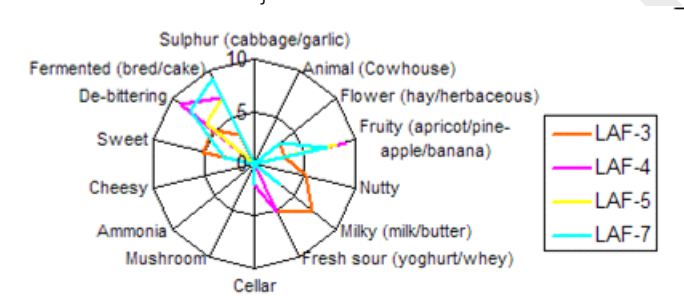 Sulphur (cabbage/garlic)
10
Fermented (bred/cake)
Animal (Cowhouse)
De-bittering
Flower (hay/herbaceous)
5
Fruity (apricot/pine-
apple/banana)
Sweet
0
Cheesy
Nutty
Ammonia
Milky (milk/butter)
Mushroom
Fresh sour (yoghurt/whey)
Cellar
LAF-3
LAF-4
LAF-5
LAF-7